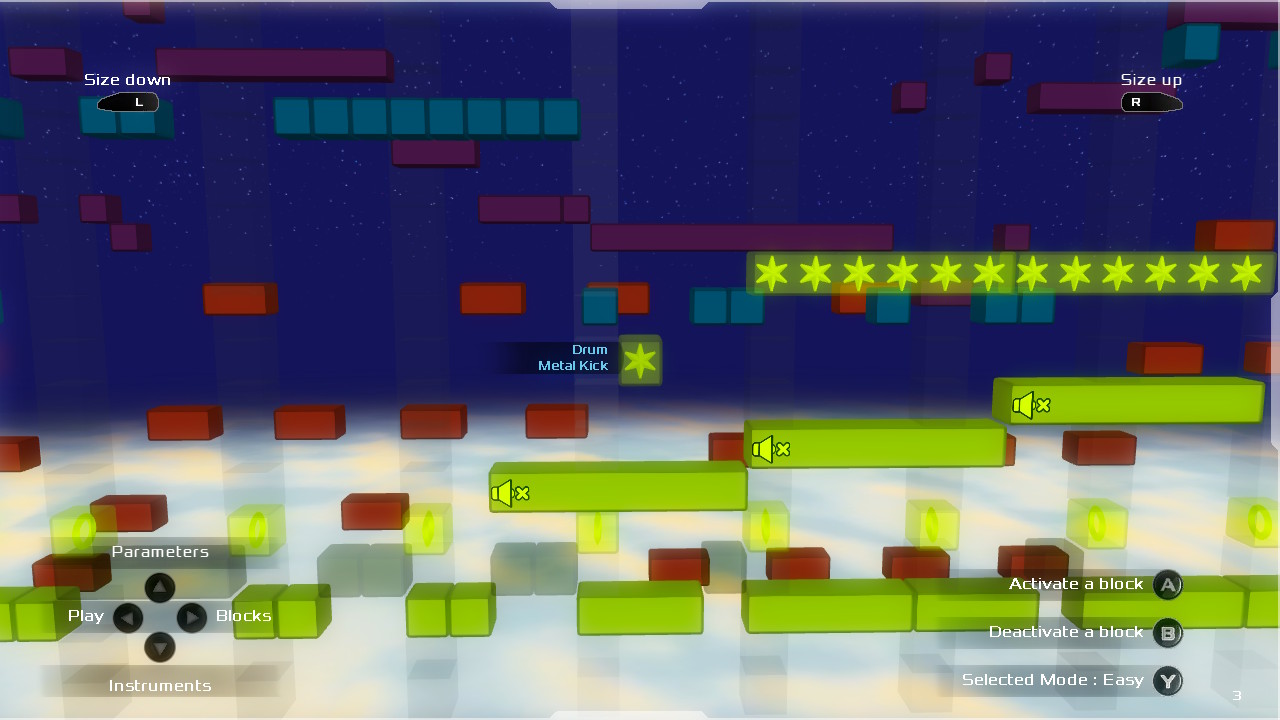 Size down
L
Size up
R
Drum
Metal Kick
Parameters
Play
Blocks
Instruments
Activate a block A
Deactivate a block B
Selected Mode : Easy Y
3